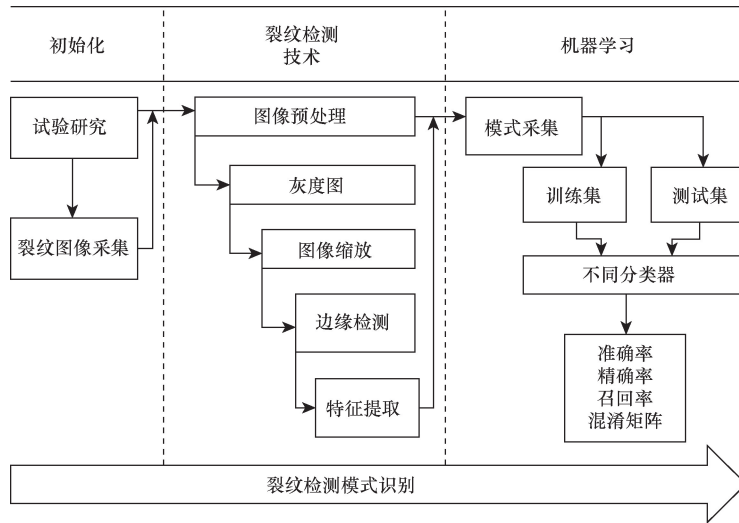 初始化
裂纹检测
技术
机器学习
试验研究
裂纹图像采集
图像预处理
灰度图
图像缩放
边缘检测
特征提取
模式采集
训练集
测试集
不同分类器
准确率
精确率
召回率
混淆矩阵
裂纹检测模式识别